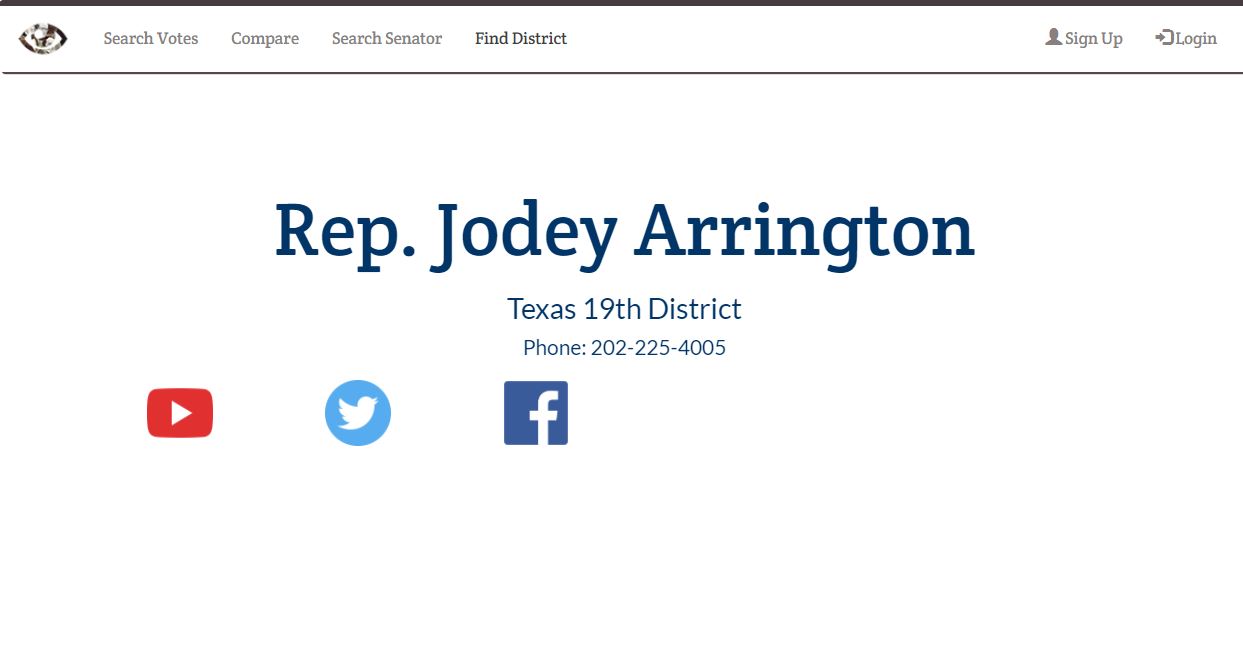 Search Votes Compare Search Senator Find District Sign Up Login
Rep. Jodey Arrington
Texas 19th District
Phone: 202-225-4005